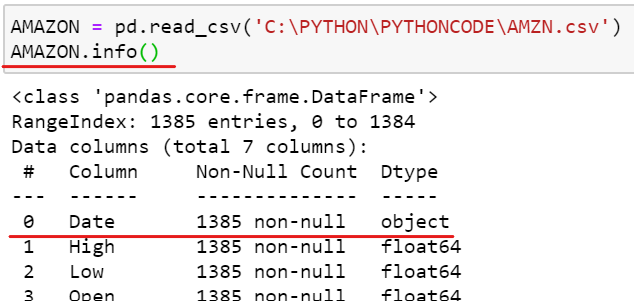 AMAZON = pd.read_csv('C:\PYTHON\PYTHONCODE\AMZN.csv')
AMAZON.info()
<class 'pandas.core.frame.DataFrame'>
RangeIndex: 1385 entries, 0 to 1384
Data columns (total 7 columns):
 #   Column     Non-Null Count  Dtype
---  ------     --------------  -----
 0   Date       1385 non-null   object
 1   High       1385 non-null   float64
 2   Low        1385 non-null   float64
 3   Open       1385 non-null   float64